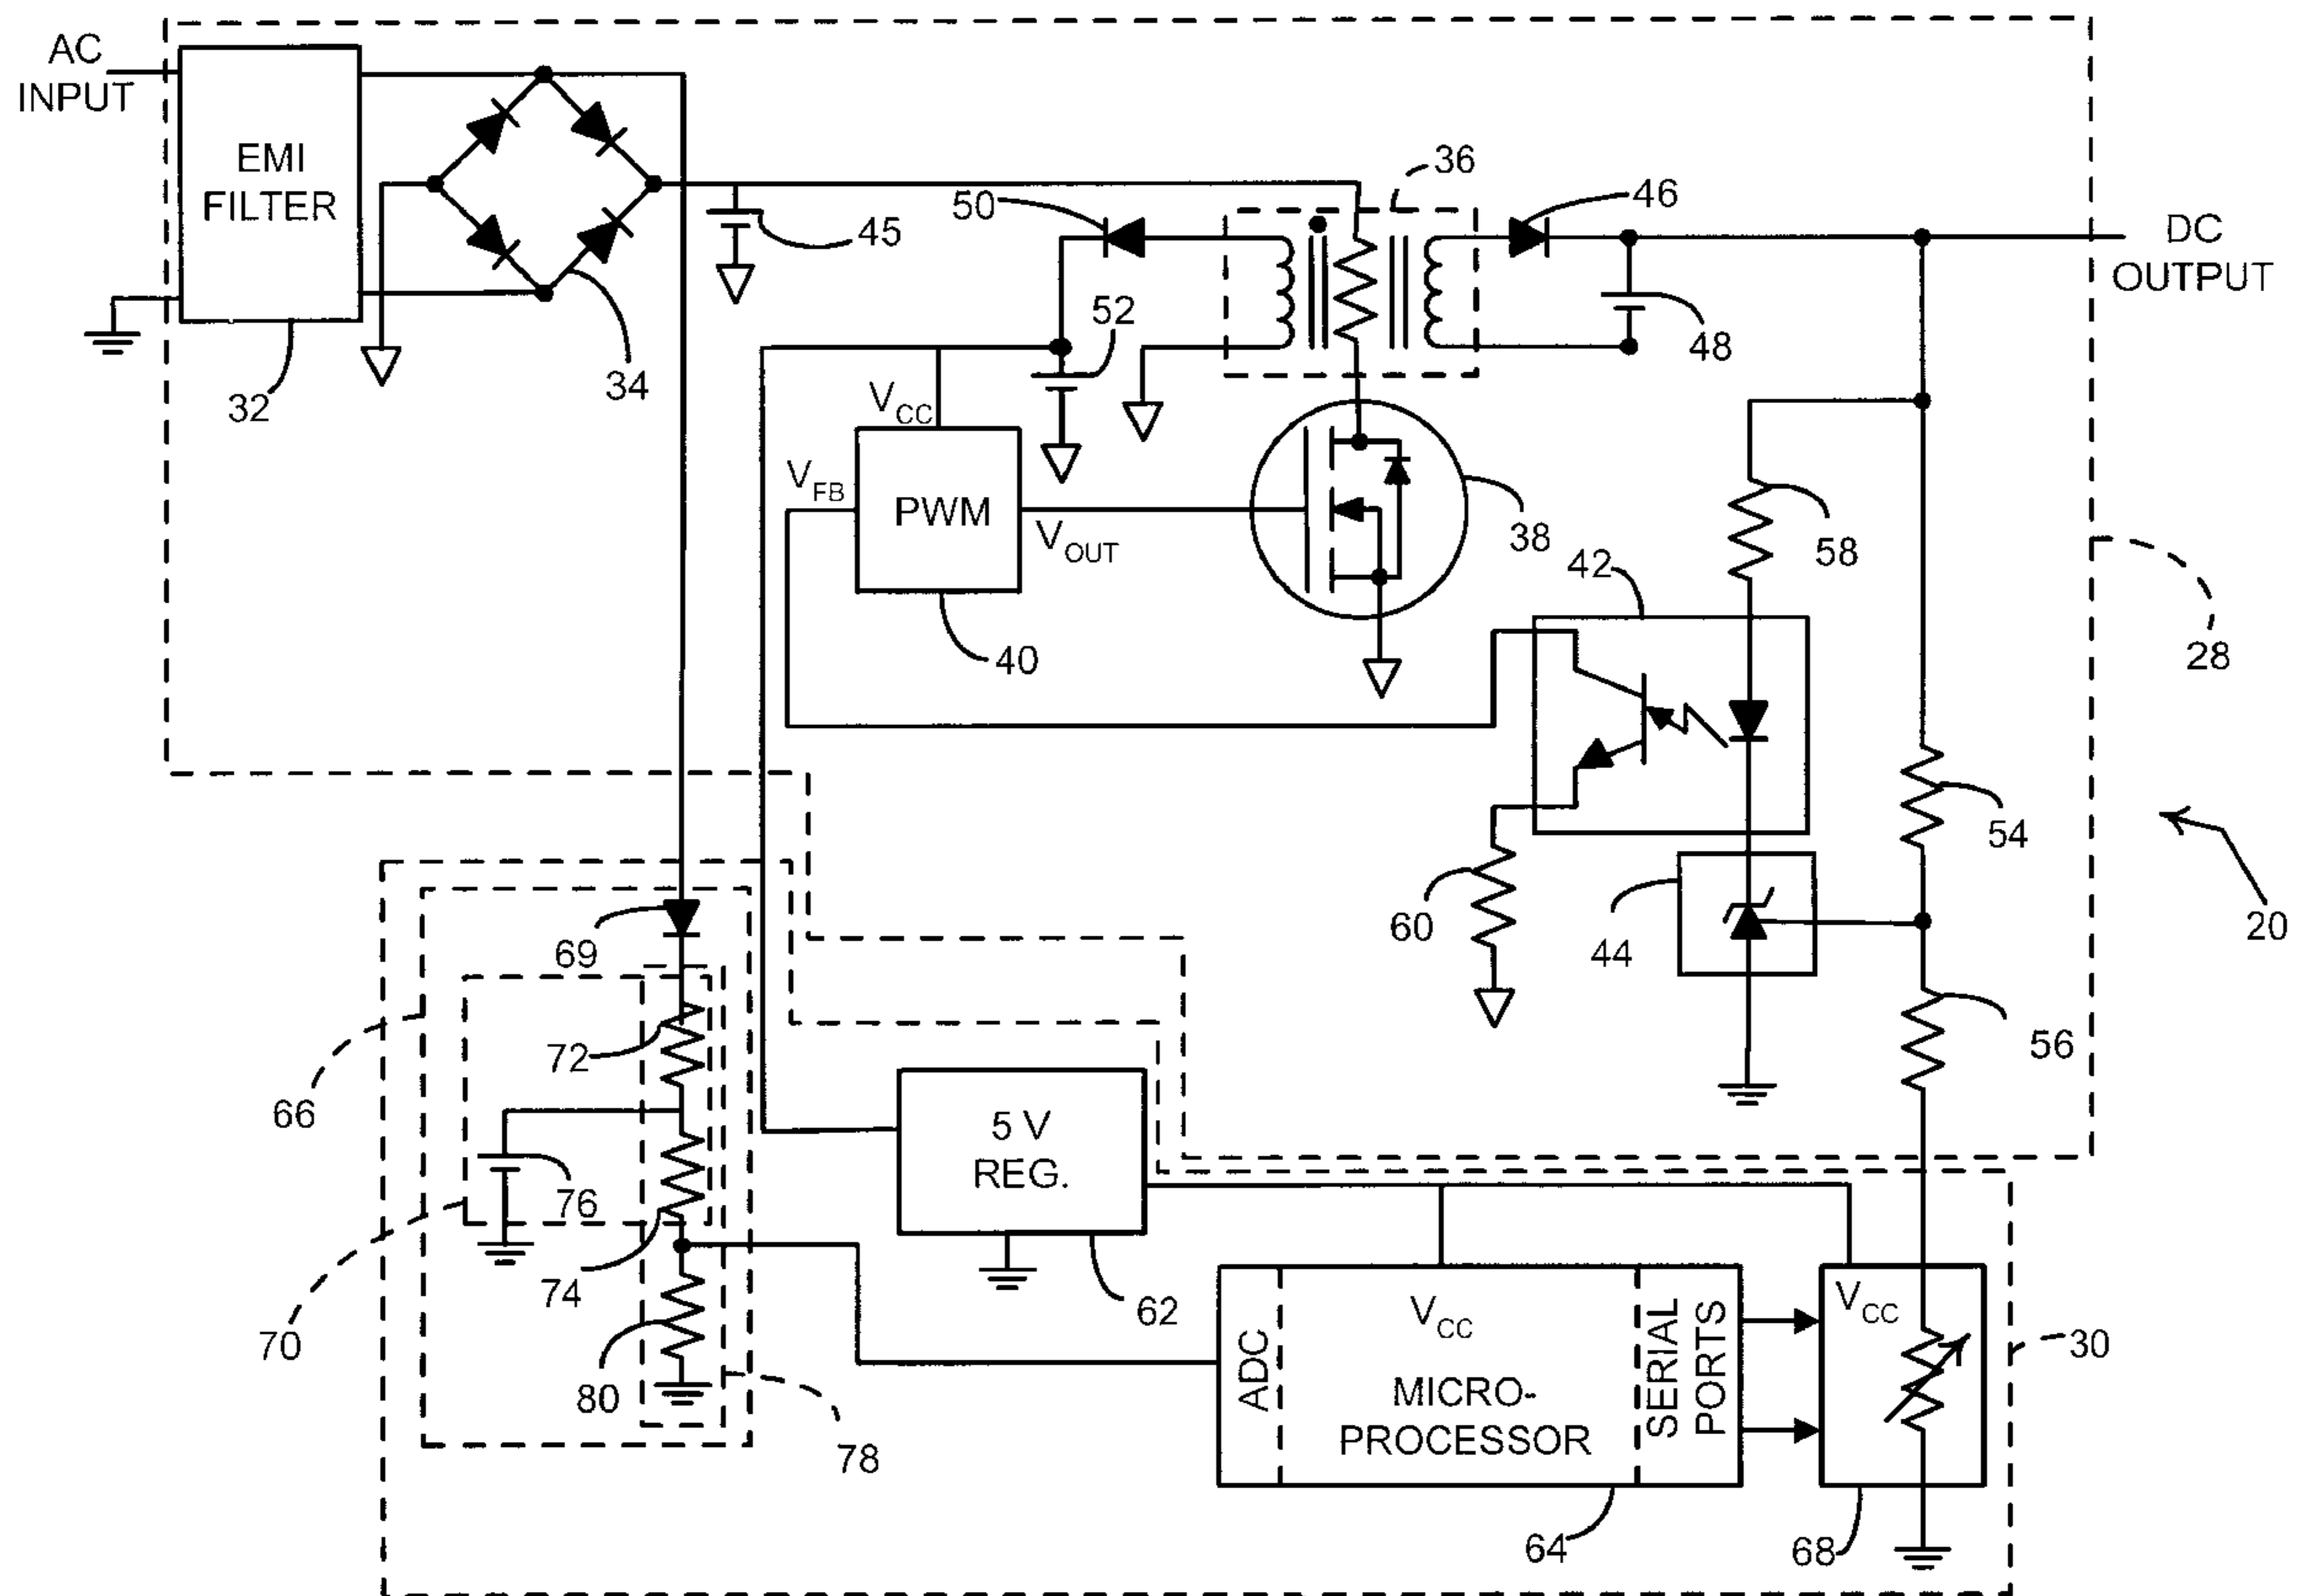 AC
INPUT
EMI
FILTER
32
34
45
50
52
36
46
48
DC
OUTPUT
VCC
VFB
PWM
VOUT
40
38
42
58
28
54
20
60
44
56
69
72
66
76
74
70
80
78
5 V
REG.
62
ADC
VCC
MICRO-
PROCESSOR
SERIAL
PORTS
64
VCC
68
30